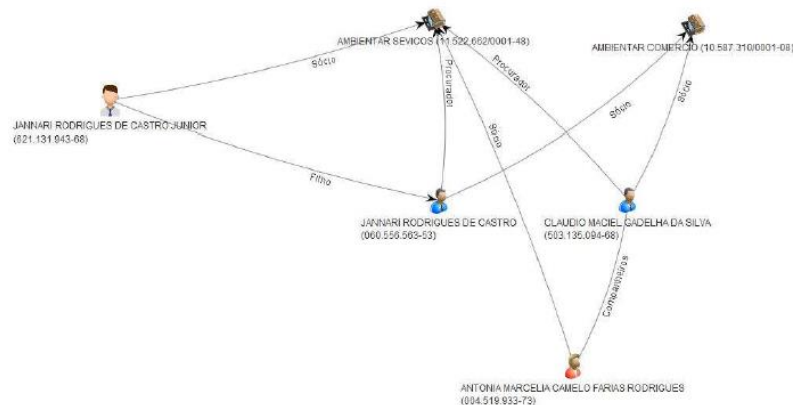 AMBIENTAR SEVICOS (11.522.662/0001-48)
AMBIENTAR COMERCIO (10.587.310/0001-08)
Sócio
Procurador
Procurador
Sócio
JANNARI RODRIGUES DE CASTRO JUNIOR
(621.131.943-68)
Sócio
Sócio
Filho
JANNARI RODRIGUES DE CASTRO
(060.556.563-53)
CLAUDIO MACIEL GADELHA DA SILVA
(503.135.094-68)
Companheiros
ANTONIA MARCELIA CAMELO FARIAS RODRIGUES
(004.519.933-73)